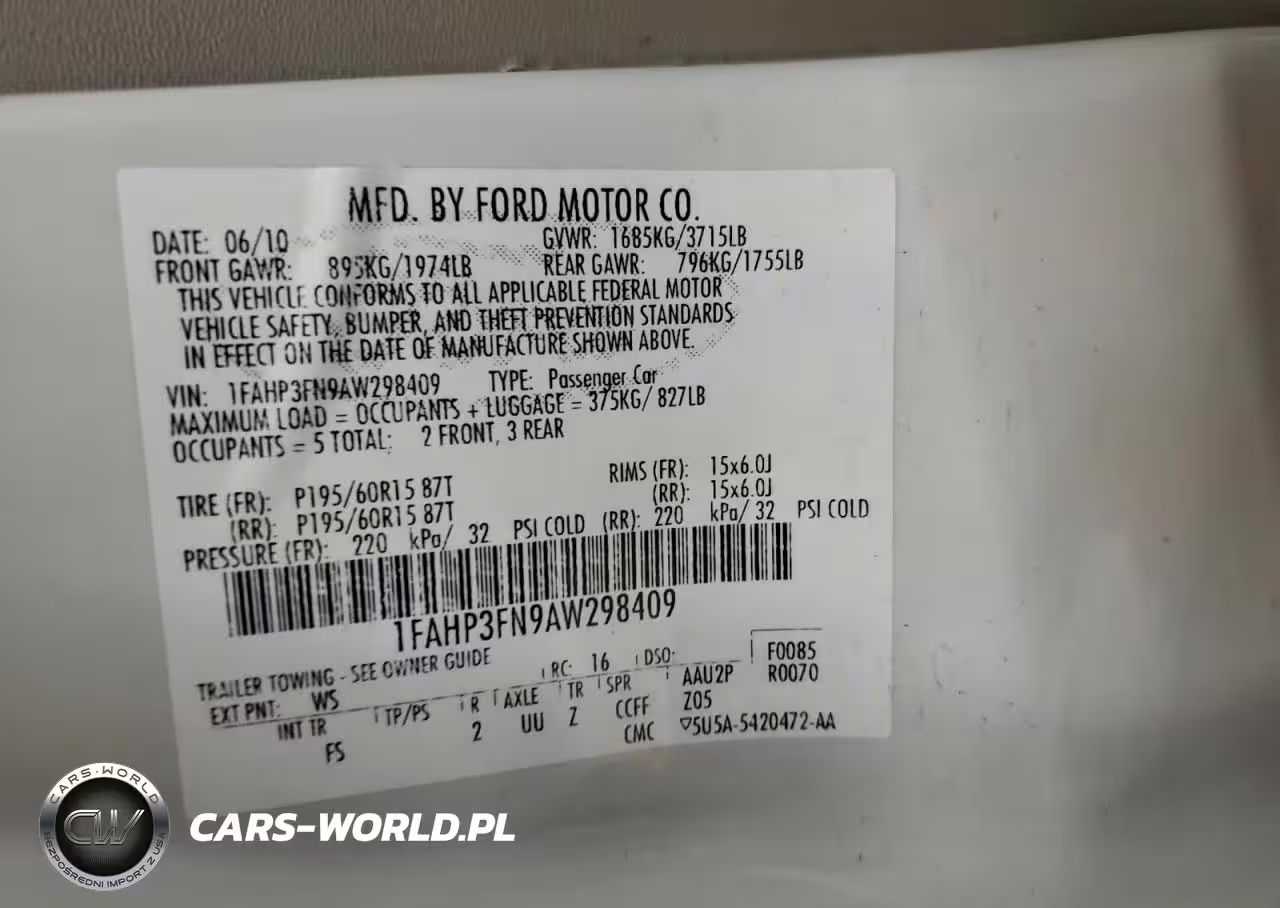 MFD. BY FORD MOTOR CO.
DATE: 06/10 GVWR: 1685KG/3715LB
FRONT GAWR: 895KG/1974LB REAR GAWR: 796KG/1755LB
THIS VEHICLE CONFORMS TO ALL APPLICABLE FEDERAL MOTOR
VEHICLE SAFETY, BUMPER, AND THEFT PREVENTION STANDARDS
IN EFFECT ON THE DATE OF MANUFACTURE SHOWN ABOVE.
VIN: 1FAHP3FN9AW298409 TYPE: Passenger Car
MAXIMUM LOAD = OCCUPANTS + LUGGAGE = 375KG/ 827LB
OCCUPANTS = 5 TOTAL: 2 FRONT, 3 REAR
TIRE (FR): P195/60R15 87T RIMS (FR): 15x6.0J
(RR): P195/60R15 87T (RR): 15x6.0J
PRESSURE (FR): 220 kPa/ 32 PSI COLD (RR): 220 kPa/ 32 PSI COLD
1FAHP3FN9AW298409
TRAILER TOWING - SEE OWNER GUIDE
EXT PNT: WS RC: 16 DSO: F0085
R0070
INT TR TP/PS R AXLE TR SPR AAU2P
FS 2 UU Z CCFF Z05
CMC ▽5U5A-5420472-AA
CARS-WORLD
CW
BEZPOŚREDNI IMPORT Z USA
CARS-WORLD.PL